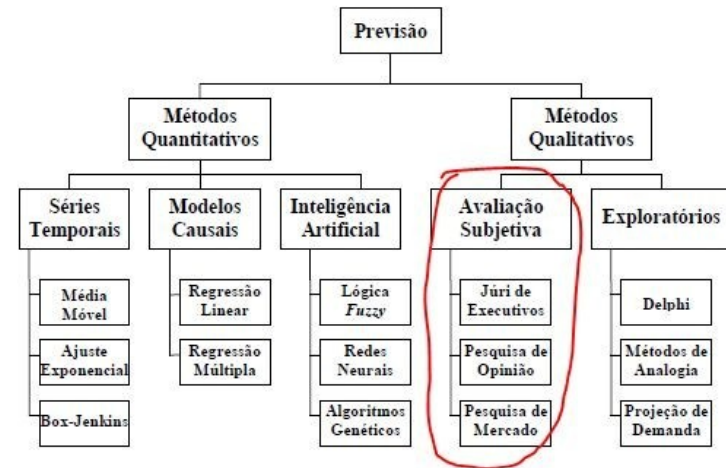 Previsão
Métodos
Quantitativos
Métodos
Qualitativos
Séries
Temporais
Modelos
Causais
Inteligência
Artificial
Avaliação
Subjetiva
Exploratórios
Média
Móvel
Ajuste
Exponencial
Box-Jenkins
Regressão
Linear
Regressão
Múltipla
Lógica
Fuzzy
Redes
Neurais
Algoritmos
Genéticos
Júri de
Executivos
Pesquisa de
Opinião
Pesquisa de
Mercado
Delphi
Métodos de
Analogia
Projeção de
Demanda